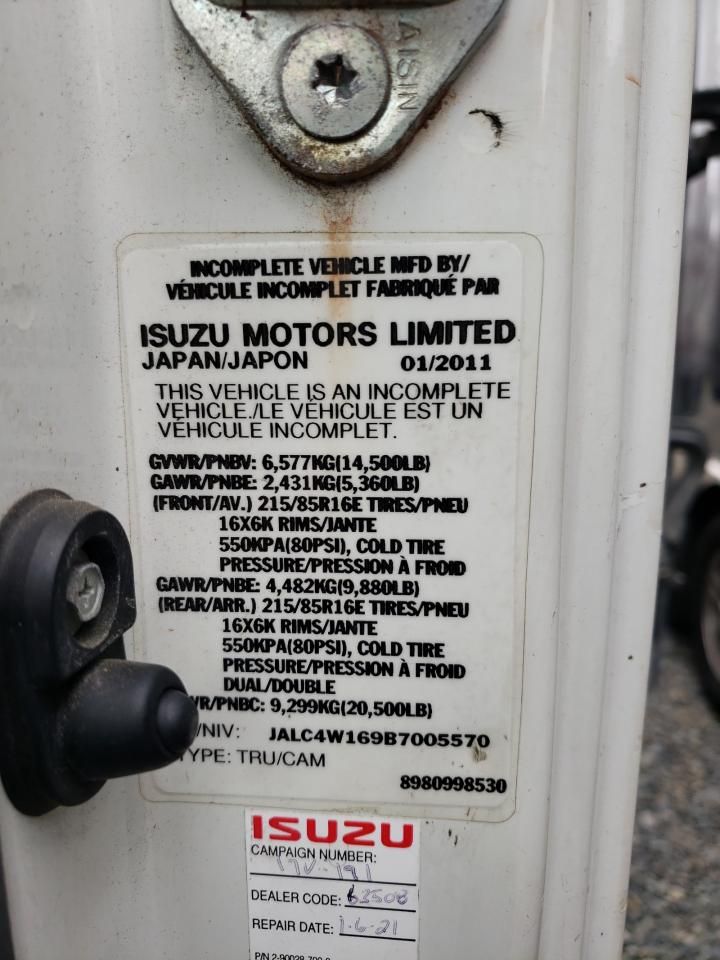 AISIN
INCOMPLETE VEHICLE MFD BY/
VÉHICULE INCOMPLET FABRIQUÉ PAR
ISUZU MOTORS LIMITED
JAPAN/JAPON 01/2011
THIS VEHICLE IS AN INCOMPLETE
VEHICLE./LE VÉHICULE EST UN
VÉHICULE INCOMPLET.
GVWR/PNBV: 6,577KG(14,500LB)
GAWR/PNBE: 2,431KG(5,360LB)
(FRONT/AV.) 215/85R16E TIRES/PNEU
16X6K RIMS/JANTE
550KPA(80PSI), COLD TIRE
PRESSURE/PRESSION À FROID
GAWR/PNBE: 4,482KG(9,880LB)
(REAR/ARR.) 215/85R16E TIRES/PNEU
16X6K RIMS/JANTE
550KPA(80PSI), COLD TIRE
PRESSURE/PRESSION À FROID
DUAL/DOUBLE
WR/PNBC: 9,299KG(20,500LB)
/NIV: JALC4W169B7005570
TYPE: TRU/CAM
8980998530
ISUZU
CAMPAIGN NUMBER:
17V-791
DEALER CODE: 63508
REPAIR DATE: 1-6-21